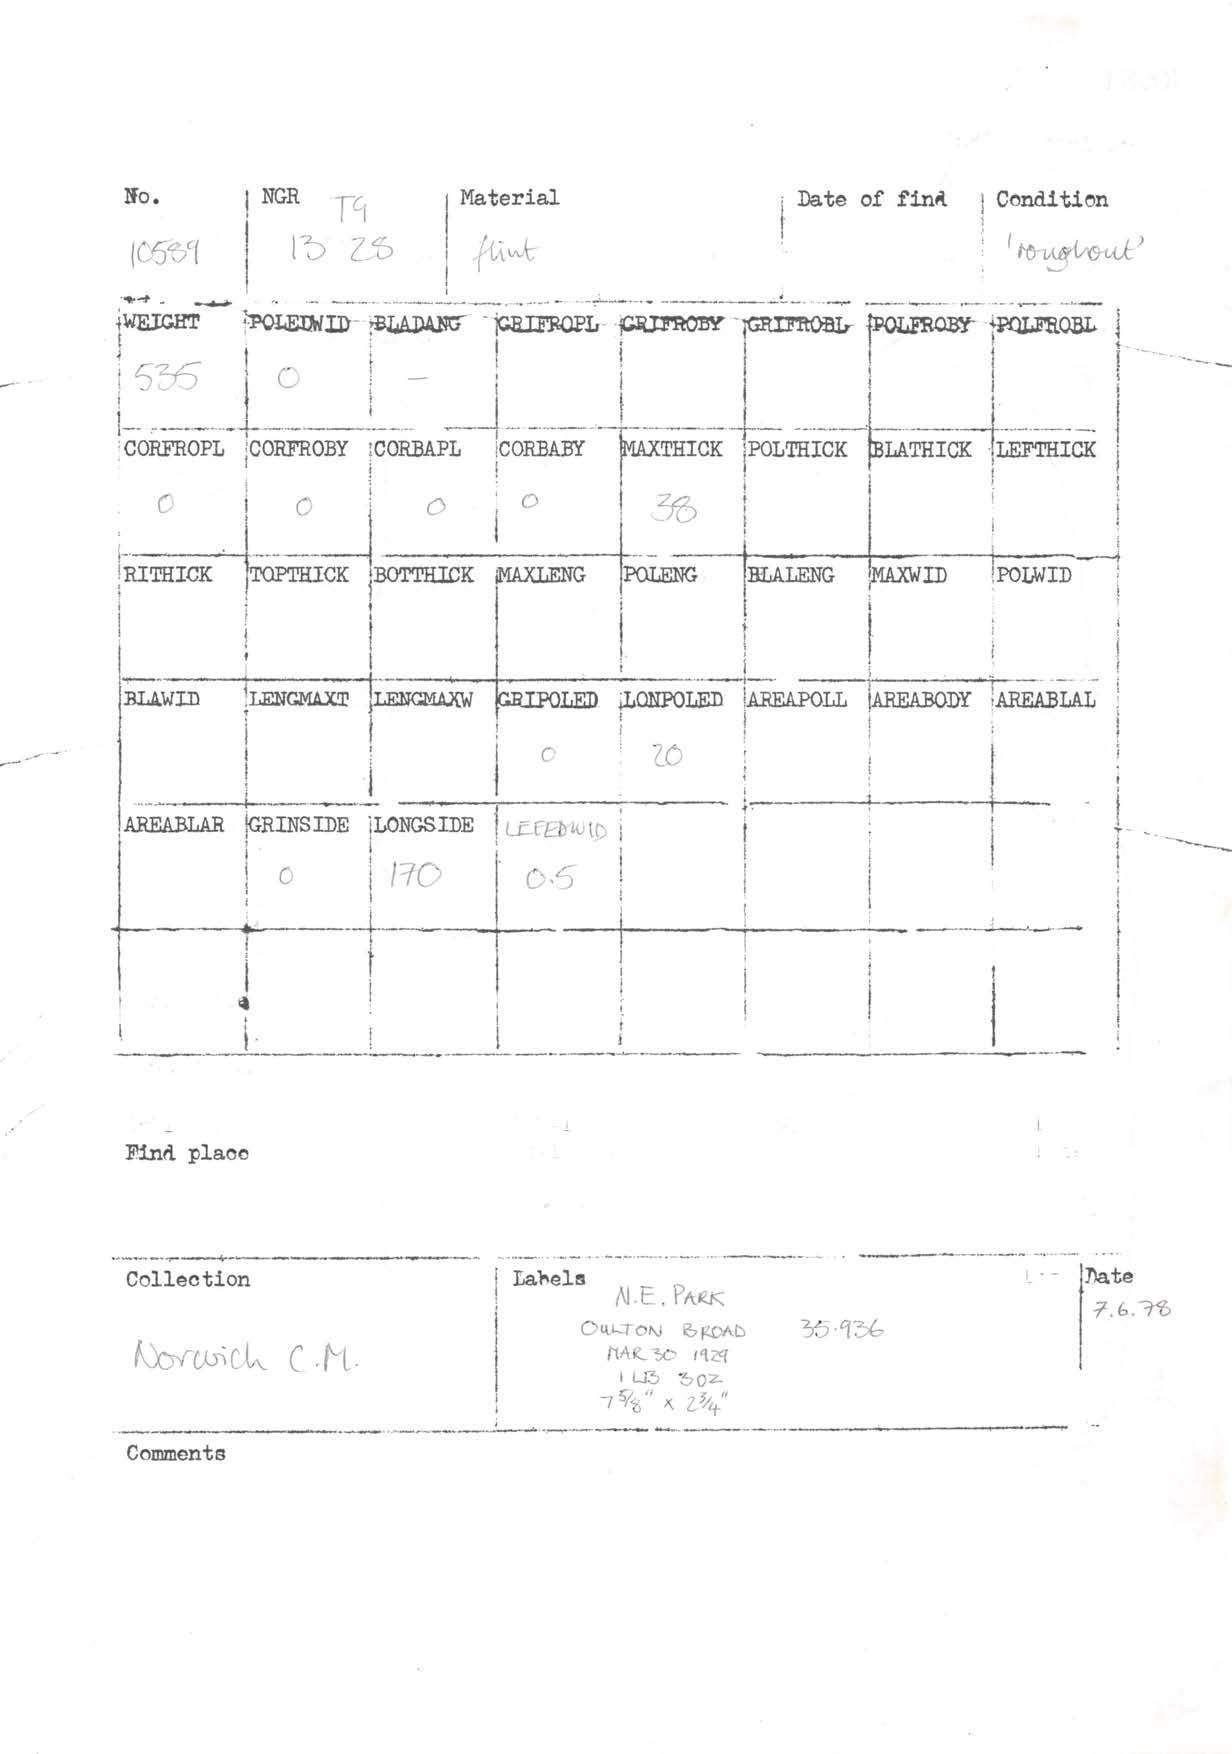 No. NGR Material Date of find Condition
TG
10589 13 28 flint 'roughout'
WEIGHT POLEDWID BLADANG GRIFROPL GRIFROBY GRIFROBL POLFROBY POLFROBL
535 0 –
CORFROPL CORFROBY CORBAPL CORBABY MAXTHICK POLTHICK BLATHICK LEFTHICK
0 0 0 0 38
RITHICK TOPTHICK BOTTHICK MAXLENG POLENG BLALENG MAXWID POLWID
BLAWID LENGMAXT LENGMAXW GRIPOLED LONPOLED AREAPOLL AREABODY AREABLAL
0 20
AREABLAR GRINSIDE LONGSIDE LEFEDWID
0 170 0.5
Find place
Collection Labels Date
N.E. PARK 7.6.78
OULTON BROAD 35.936
Norwich C.M. MAR 30 1929
1 LB 3 OZ
7 5/8" x 2 3/4"
Comments